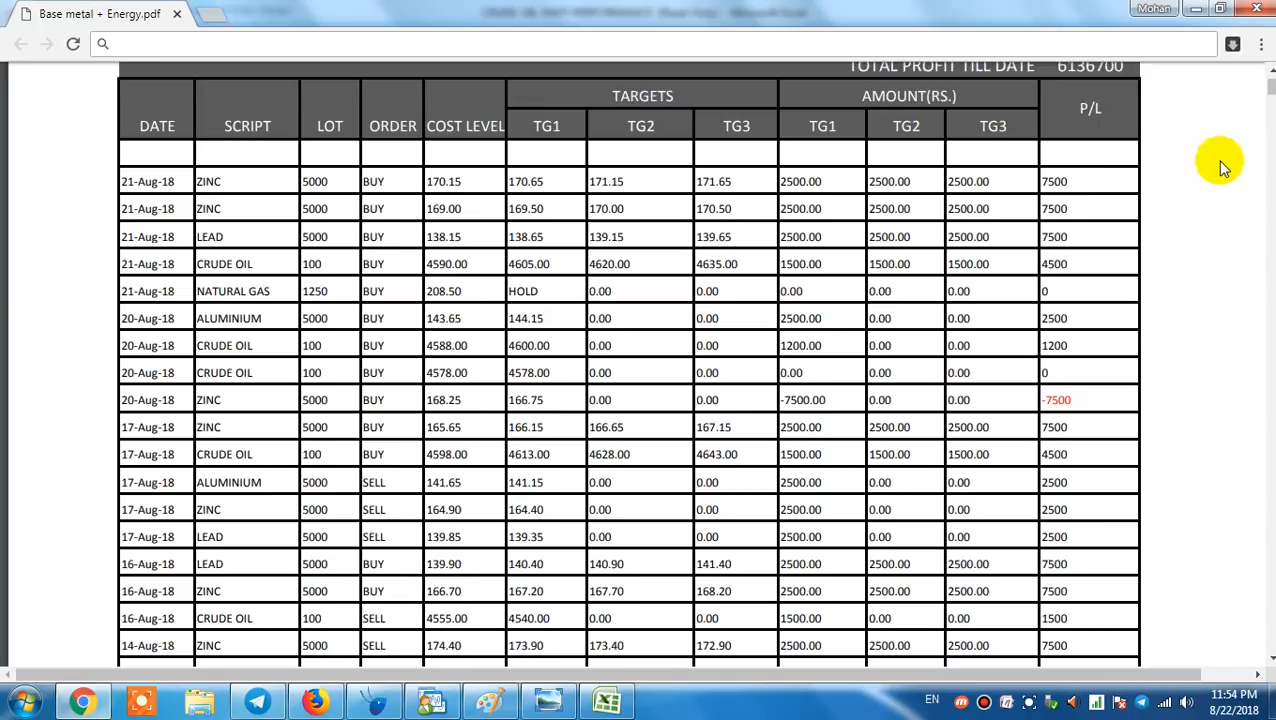 Base metal + Energy.pdf
Mohan
TOTAL PROFIT TILL DATE 6136700
DATE SCRIPT LOT ORDER COST LEVEL TARGETS AMOUNT(RS.) P/L
TG1 TG2 TG3 TG1 TG2 TG3
21-Aug-18 ZINC 5000 BUY 170.15 170.65 171.15 171.65 2500.00 2500.00 2500.00 7500
21-Aug-18 ZINC 5000 BUY 169.00 169.50 170.00 170.50 2500.00 2500.00 2500.00 7500
21-Aug-18 LEAD 5000 BUY 138.15 138.65 139.15 139.65 2500.00 2500.00 2500.00 7500
21-Aug-18 CRUDE OIL 100 BUY 4590.00 4605.00 4620.00 4635.00 1500.00 1500.00 1500.00 4500
21-Aug-18 NATURAL GAS 1250 BUY 208.50 HOLD 0.00 0.00 0.00 0.00 0.00 0
20-Aug-18 ALUMINIUM 5000 BUY 143.65 144.15 0.00 0.00 2500.00 0.00 0.00 2500
20-Aug-18 CRUDE OIL 100 BUY 4588.00 4600.00 0.00 0.00 1200.00 0.00 0.00 1200
20-Aug-18 CRUDE OIL 100 BUY 4578.00 4578.00 0.00 0.00 0.00 0.00 0.00 0
20-Aug-18 ZINC 5000 BUY 168.25 166.75 0.00 0.00 -7500.00 0.00 0.00 -7500
17-Aug-18 ZINC 5000 BUY 165.65 166.15 166.65 167.15 2500.00 2500.00 2500.00 7500
17-Aug-18 CRUDE OIL 100 BUY 4598.00 4613.00 4628.00 4643.00 1500.00 1500.00 1500.00 4500
17-Aug-18 ALUMINIUM 5000 SELL 141.65 141.15 0.00 0.00 2500.00 0.00 0.00 2500
17-Aug-18 ZINC 5000 SELL 164.90 164.40 0.00 0.00 2500.00 0.00 0.00 2500
17-Aug-18 LEAD 5000 SELL 139.85 139.35 0.00 0.00 2500.00 0.00 0.00 2500
16-Aug-18 LEAD 5000 BUY 139.90 140.40 140.90 141.40 2500.00 2500.00 2500.00 7500
16-Aug-18 ZINC 5000 BUY 166.70 167.20 167.70 168.20 2500.00 2500.00 2500.00 7500
16-Aug-18 CRUDE OIL 100 SELL 4555.00 4540.00 0.00 0.00 1500.00 0.00 0.00 1500
14-Aug-18 ZINC 5000 SELL 174.40 173.90 173.40 172.90 2500.00 2500.00 2500.00 7500
EN
11:54 PM
8/22/2018